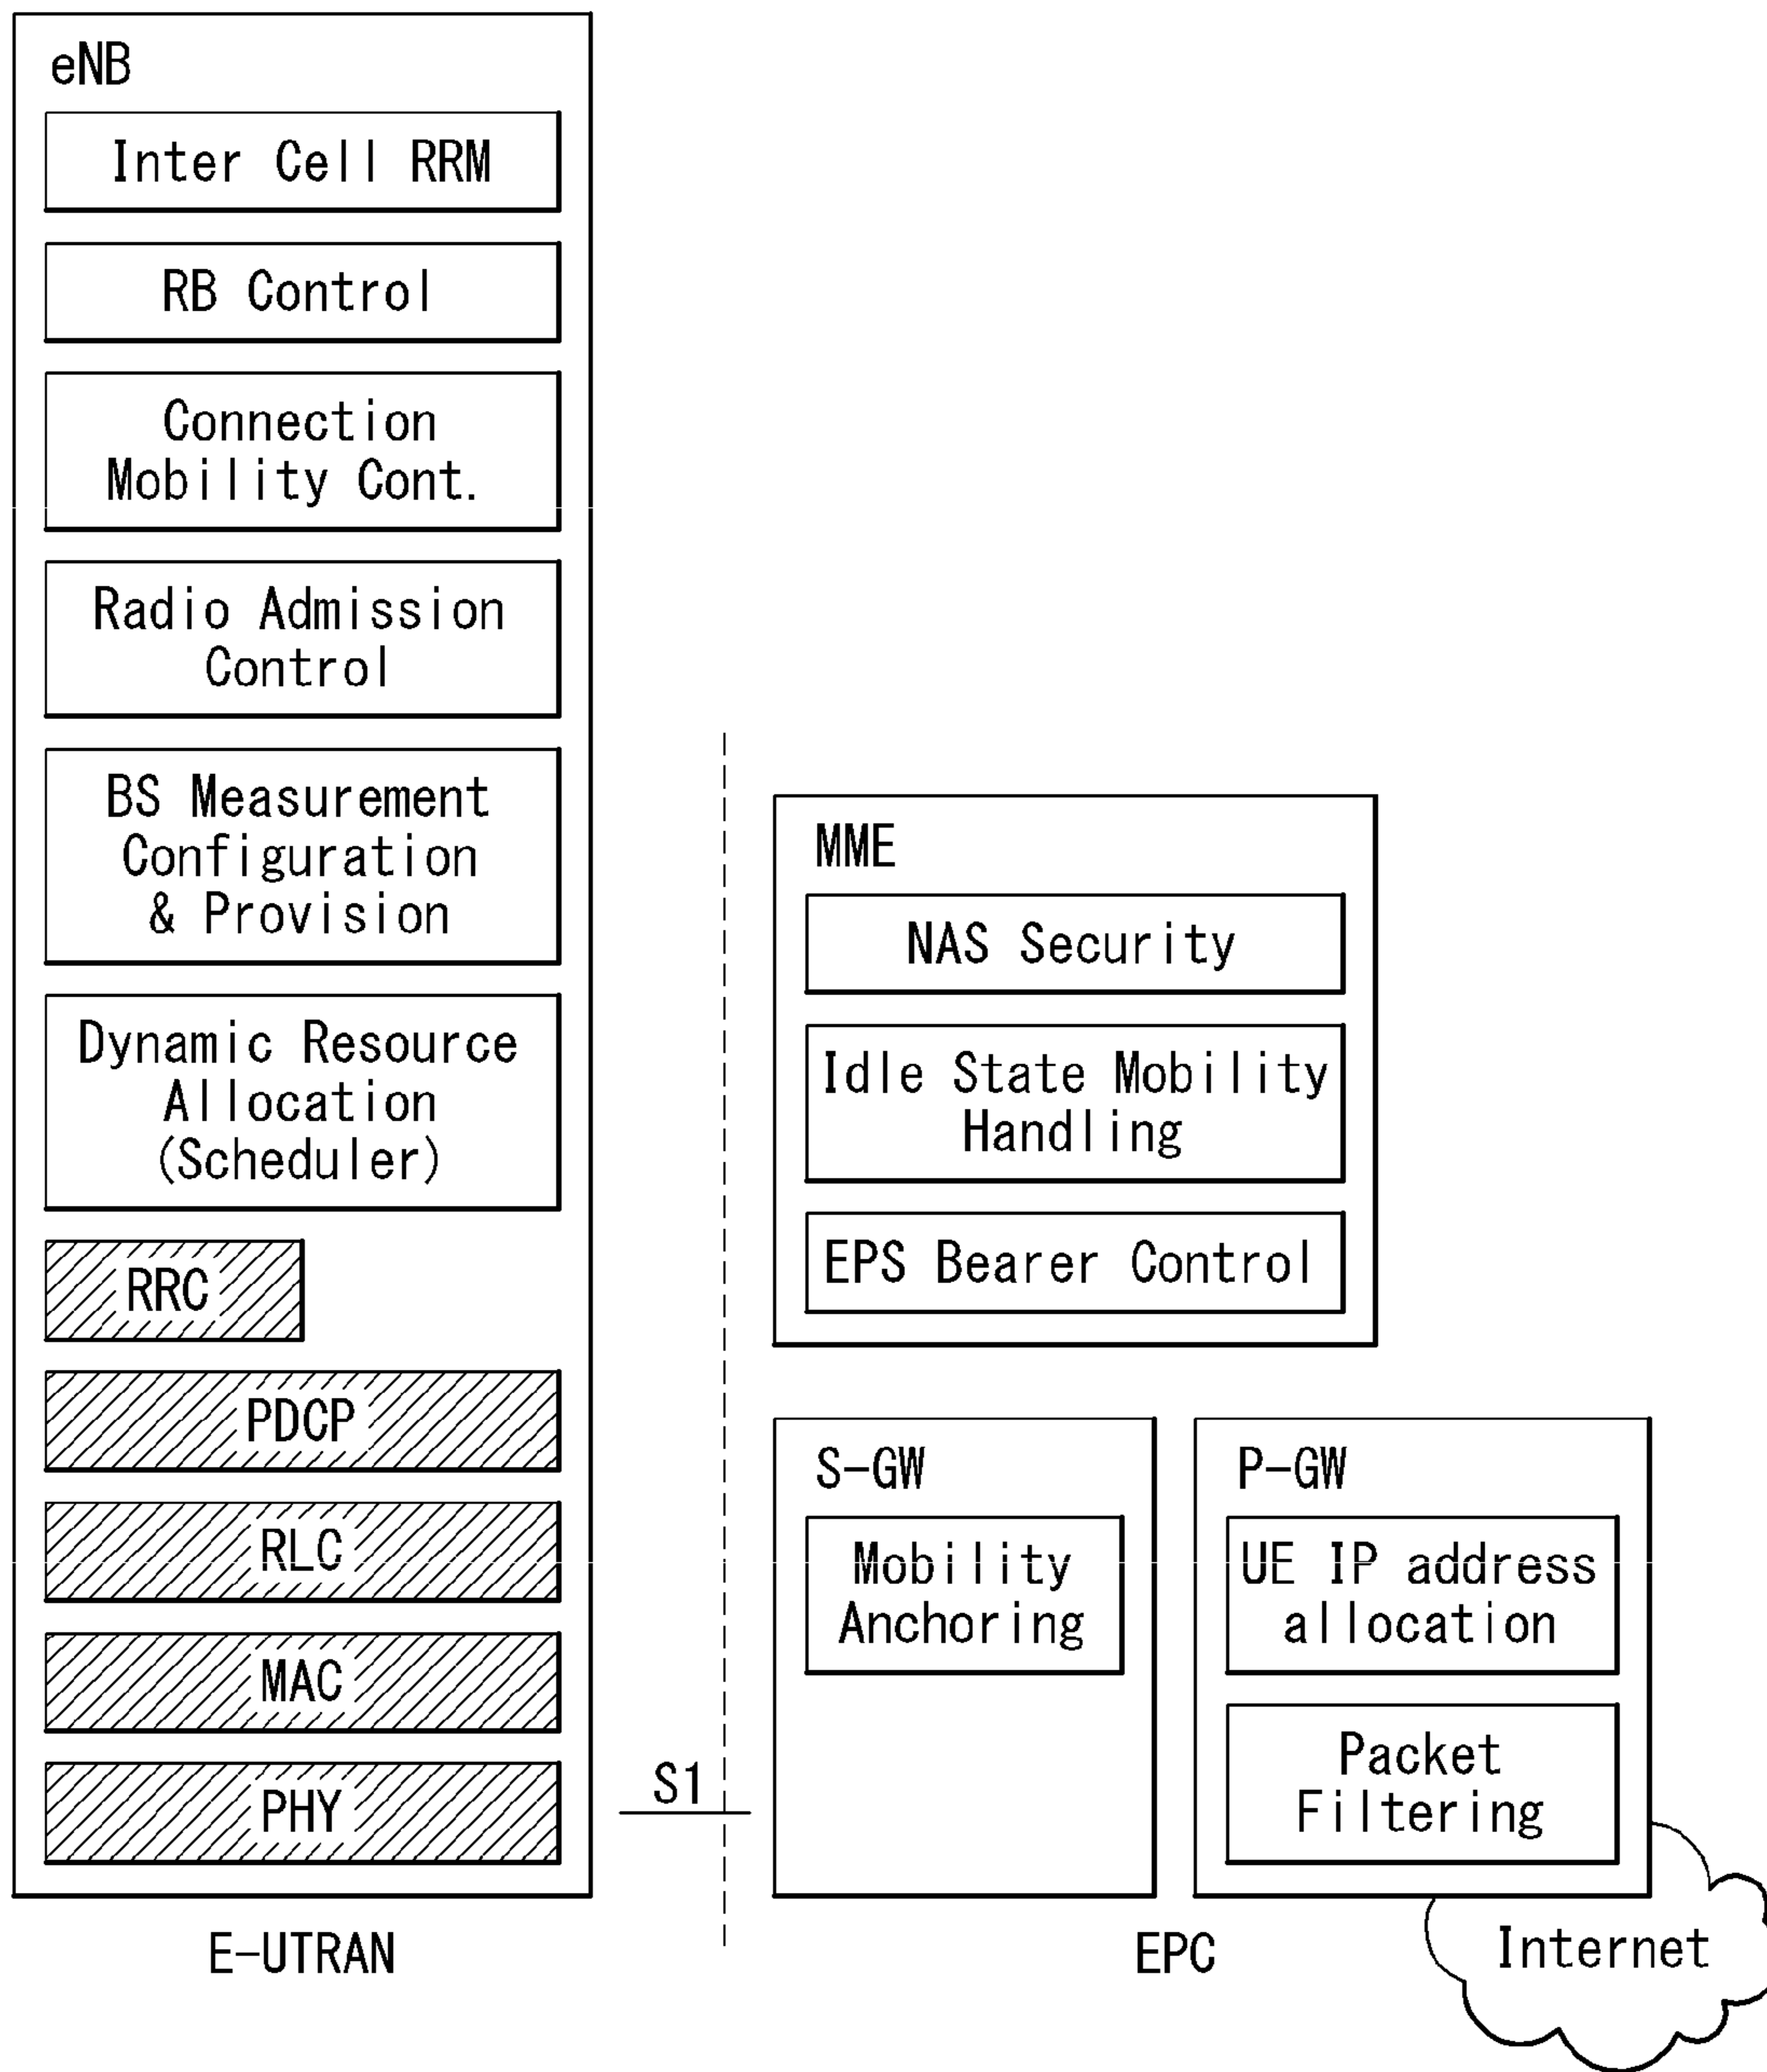 eNB
Inter Cell RRM
RB Control
Connection
Mobility Cont.
Radio Admission
Control
BS Measurement
Configuration
& Provision
Dynamic Resource
Allocation
(Scheduler)
RRC
PDCP
RLC
MAC
PHY
E-UTRAN
S1
MME
NAS Security
Idle State Mobility
Handling
EPS Bearer Control
S-GW
Mobility
Anchoring
P-GW
UE IP address
allocation
Packet
Filtering
EPC
Internet